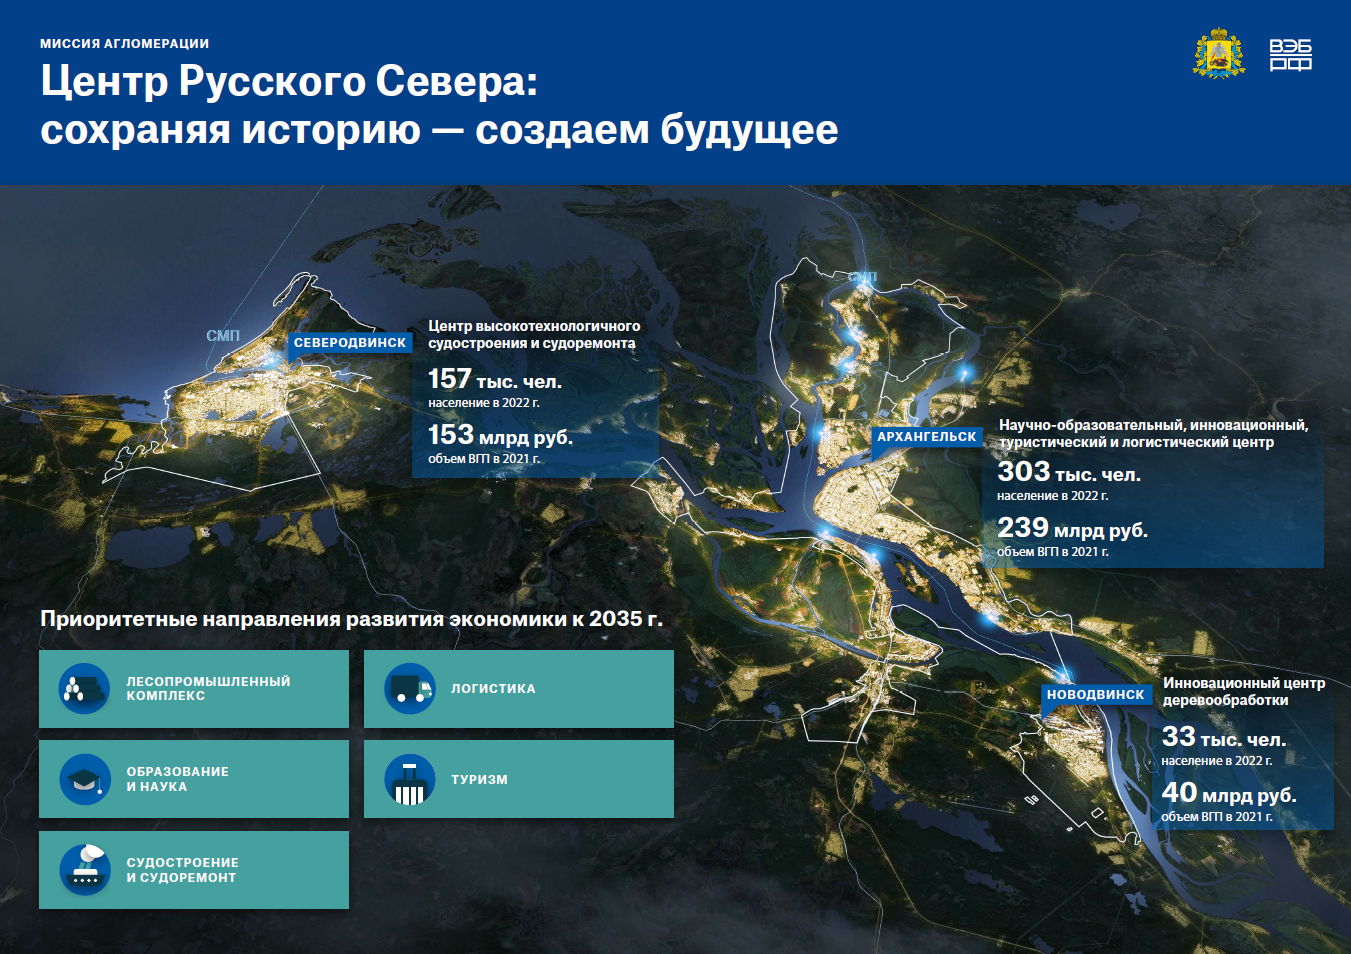 МИССИЯ АГЛОМЕРАЦИИ
Центр Русского Севера:
сохраняя историю — создаем будущее
ВЭБ
РФ
СМП
СМП
СЕВЕРОДВИНСК
Центр высокотехнологичного
судостроения и судоремонта
157 тыс. чел.
население в 2022 г.
153 млрд руб.
объем ВГП в 2021 г.
АРХАНГЕЛЬСК
Научно-образовательный, инновационный,
туристический и логистический центр
303 тыс. чел.
население в 2022 г.
239 млрд руб.
объем ВГП в 2021 г.
НОВОДВИНСК
Инновационный центр
деревообработки
33 тыс. чел.
население в 2022 г.
40 млрд руб.
объем ВГП в 2021 г.
Приоритетные направления развития экономики к 2035 г.
ЛЕСОПРОМЫШЛЕННЫЙ
КОМПЛЕКС
ЛОГИСТИКА
ОБРАЗОВАНИЕ
И НАУКА
ТУРИЗМ
СУДОСТРОЕНИЕ
И СУДОРЕМОНТ